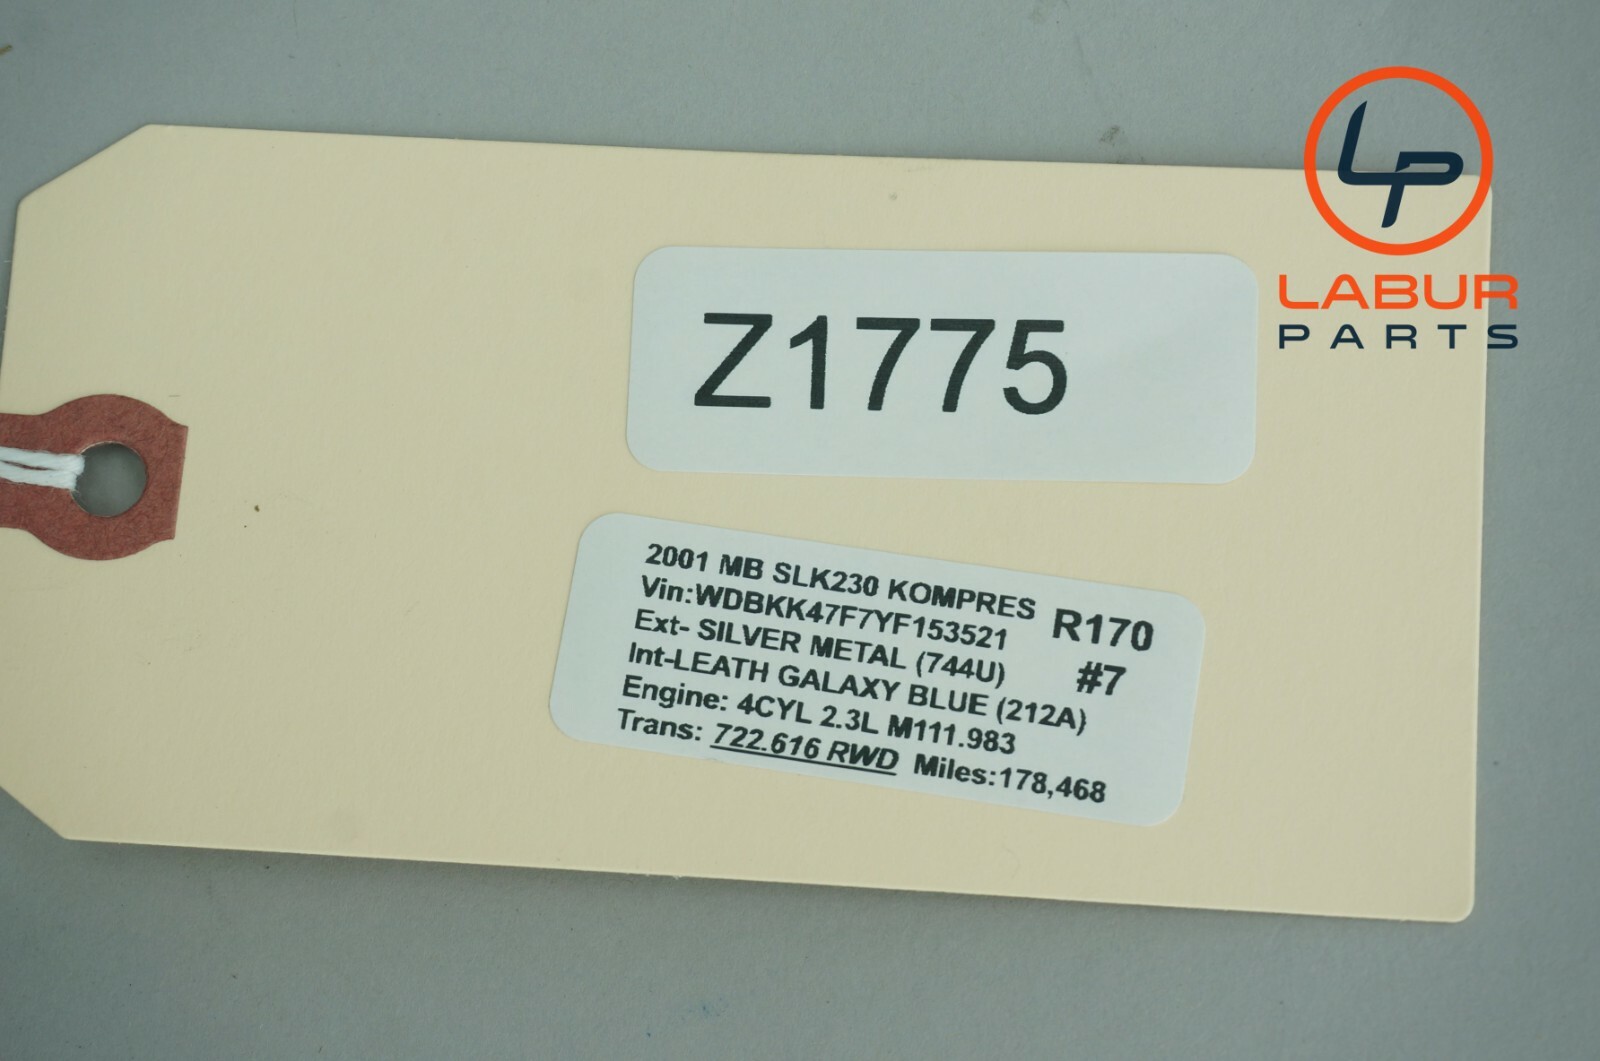 LP
LABUR
PARTS
Z1775
2001 MB SLK230 KOMPRES
Vin:WDBKK47F7YF153521
Ext- SILVER METAL (744U)
Int-LEATH GALAXY BLUE (212A)
Engine: 4CYL 2.3L M111.983
Trans: 722.616 RWD Miles:178,468
R170
#7